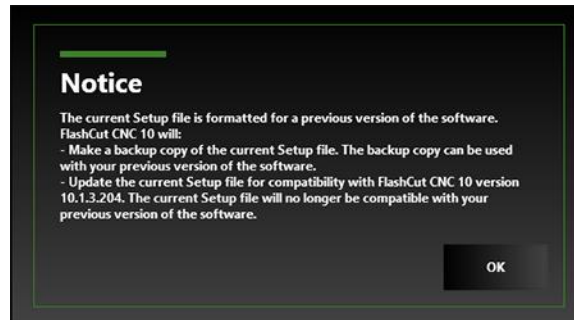 Notice
The current Setup file is formatted for a previous version of the software.
FlashCut CNC 10 will:
- Make a backup copy of the current Setup file. The backup copy can be used
with your previous version of the software.
- Update the current Setup file for compatibility with FlashCut CNC 10 version
10.1.3.204. The current Setup file will no longer be compatible with your
previous version of the software.
OK